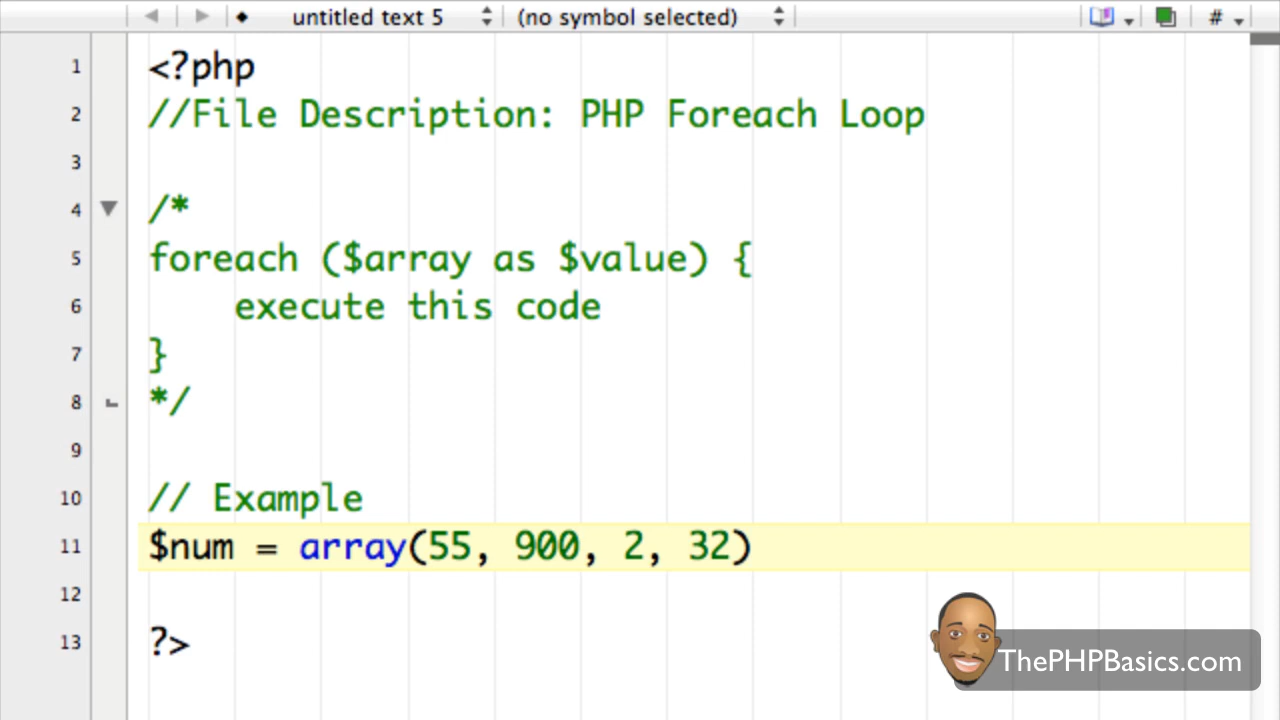 untitled text 5 (no symbol selected) #
1 <?php
2 //File Description: PHP Foreach Loop
3
4 /*
5 foreach ($array as $value) {
6 execute this code
7 }
8 */
9
10 // Example
11 $num = array(55, 900, 2, 32)
12
13 ?>
ThePHPBasics.com